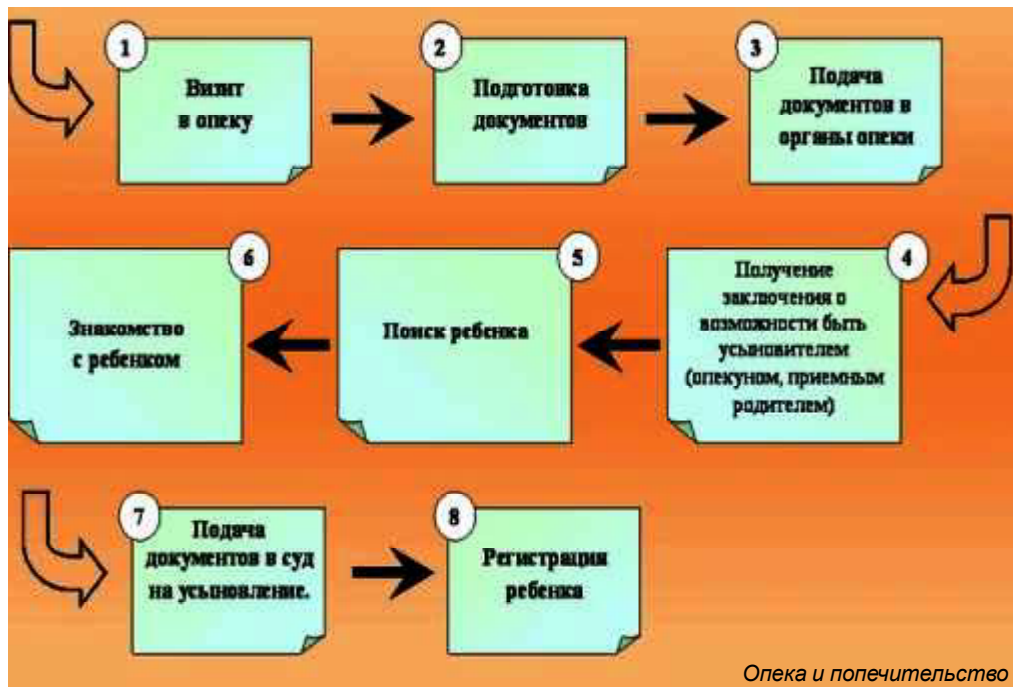 1
Визит
в опеку
2
Подготовка
документов
3
Подача
документов в
органы опеки
4
Получение
заключения о
возможности быть
усыновителем
(опекуном, приемным
родителем)
5
Поиск ребенка
6
Знакомство
с ребенком
7
Подача
документов в суд
на усыновление.
8
Регистрация
ребенка
Опека и попечительство